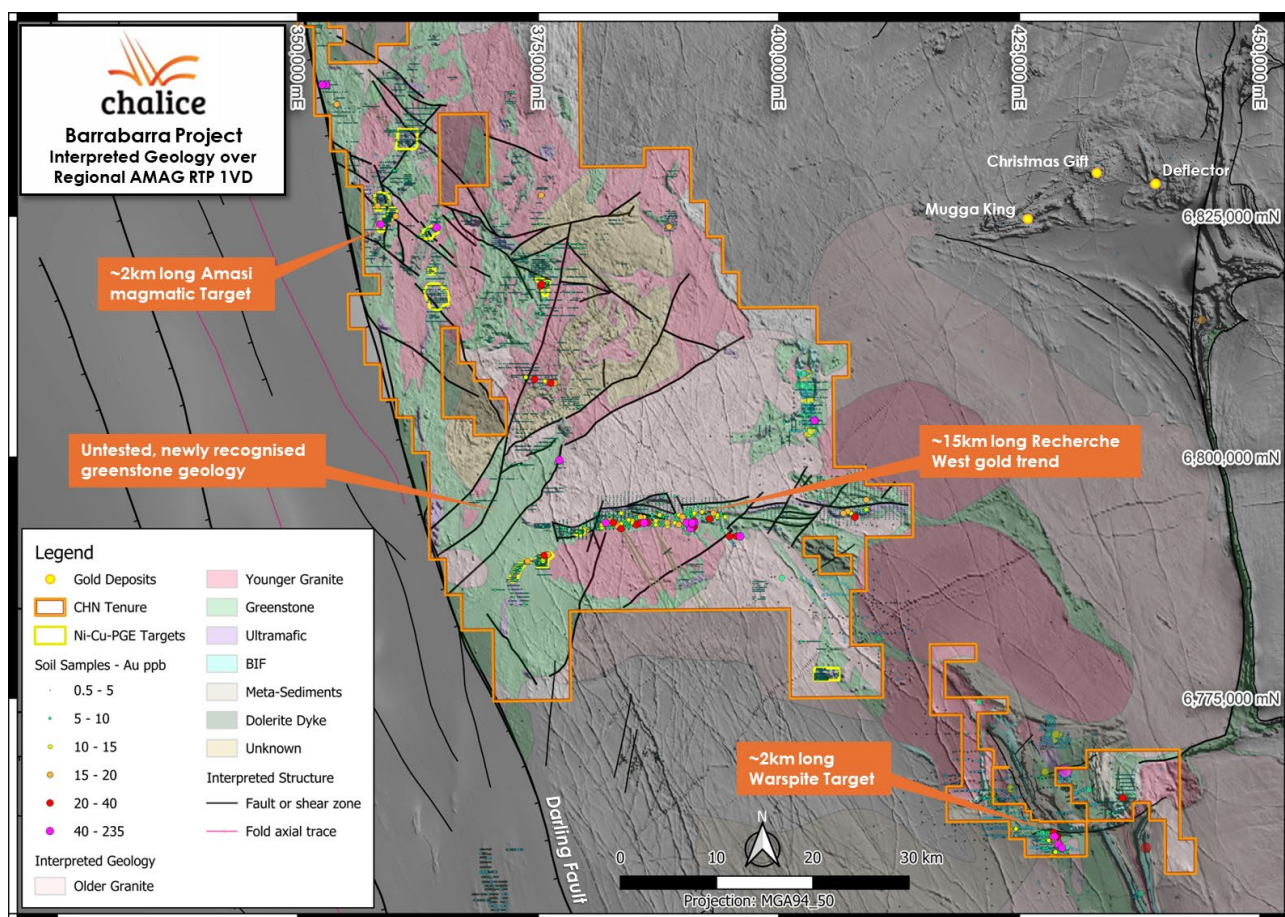 chalice
Barrabarra Project
Interpreted Geology over
Regional AMAG RTP 1VD
350,000 mE
375,000 mE
400,000 mE
425,000 mE
450,000 mE
Christmas Gift
Deflector
Mugga King
6,825,000 mN
~2km long Amasi
magmatic Target
Untested, newly recognised
greenstone geology
~15km long Recherche
West gold trend
6,800,000 mN
6,775,000 mN
~2km long
Warspite Target
Darling Fault
Legend
Gold Deposits
CHN Tenure
Ni-Cu-PGE Targets
Soil Samples - Au ppb
0.5 - 5
5 - 10
10 - 15
15 - 20
20 - 40
40 - 235
Interpreted Geology
Older Granite
Younger Granite
Greenstone
Ultramafic
BIF
Meta-Sediments
Dolerite Dyke
Unknown
Interpreted Structure
Fault or shear zone
Fold axial trace
N
0 10 20 30 km
Projection: MGA94_50